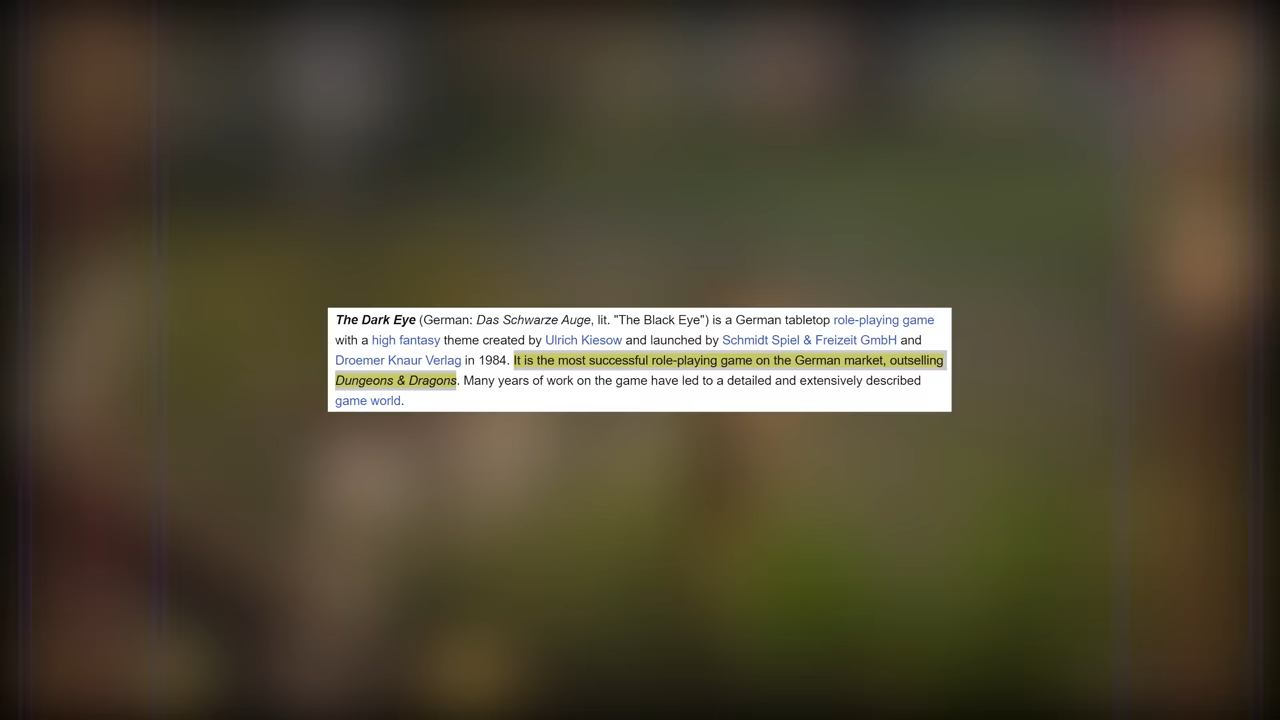 The Dark Eye (German: Das Schwarze Auge, lit. "The Black Eye") is a German tabletop role-playing game
with a high fantasy theme created by Ulrich Kiesow and launched by Schmidt Spiel & Freizeit GmbH and
Droemer Knaur Verlag in 1984. It is the most successful role-playing game on the German market, outselling
Dungeons & Dragons. Many years of work on the game have led to a detailed and extensively described
game world.